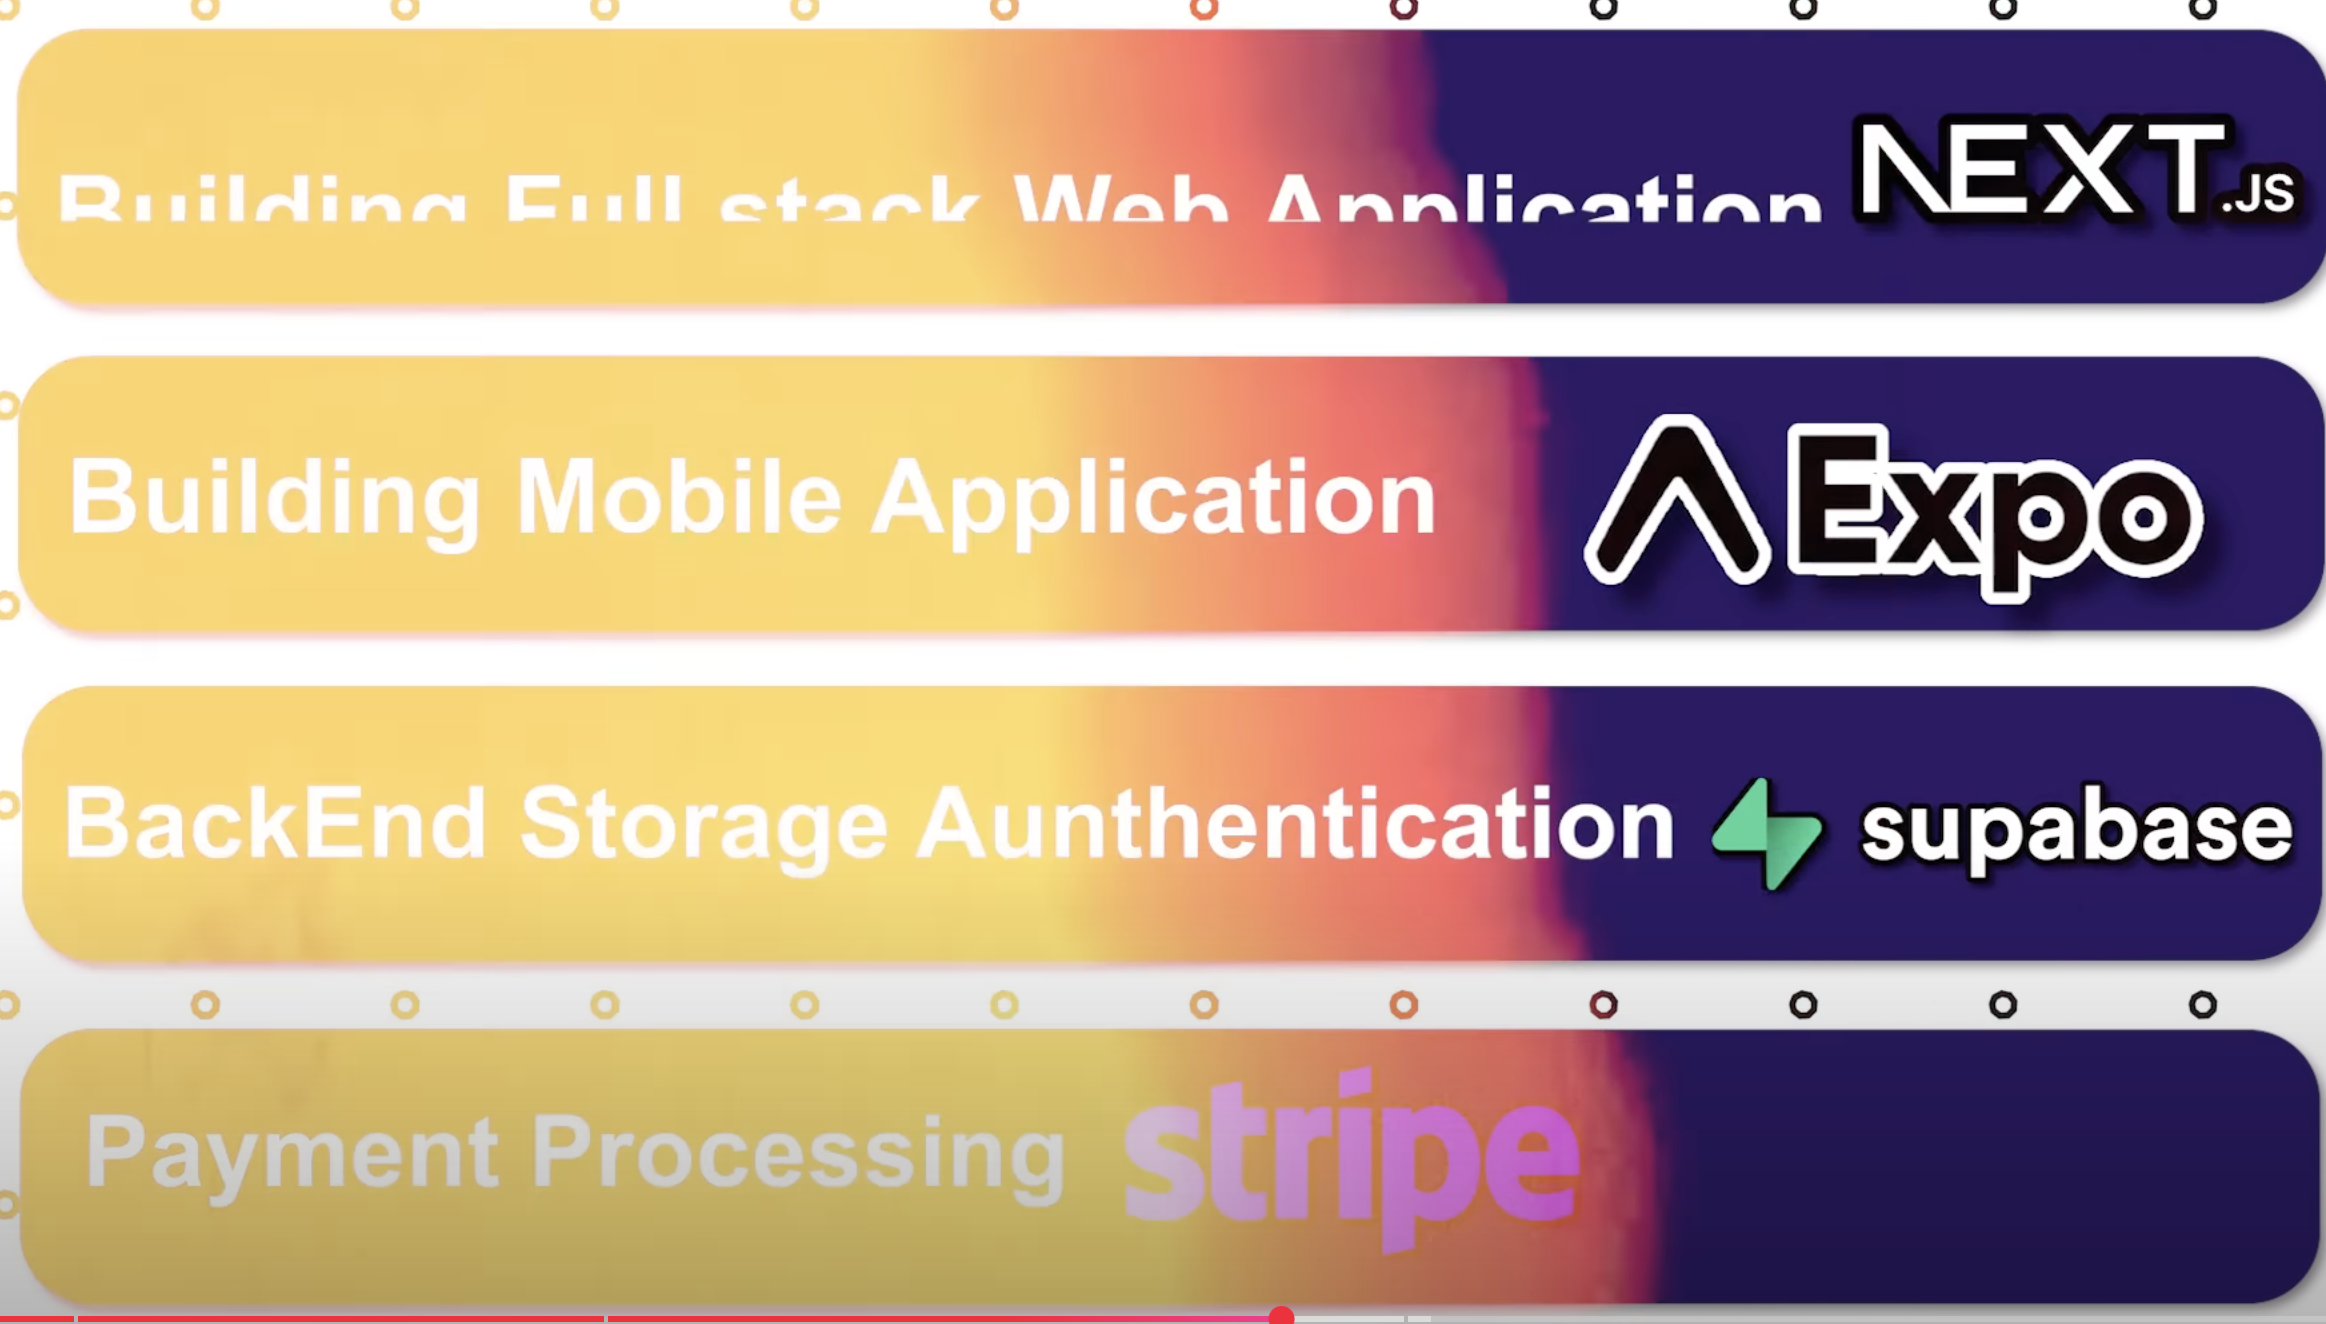 Building Full stack Web Application NEXT.JS
Building Mobile Application Expo
BackEnd Storage Aunthentication supabase
Payment Processing stripe